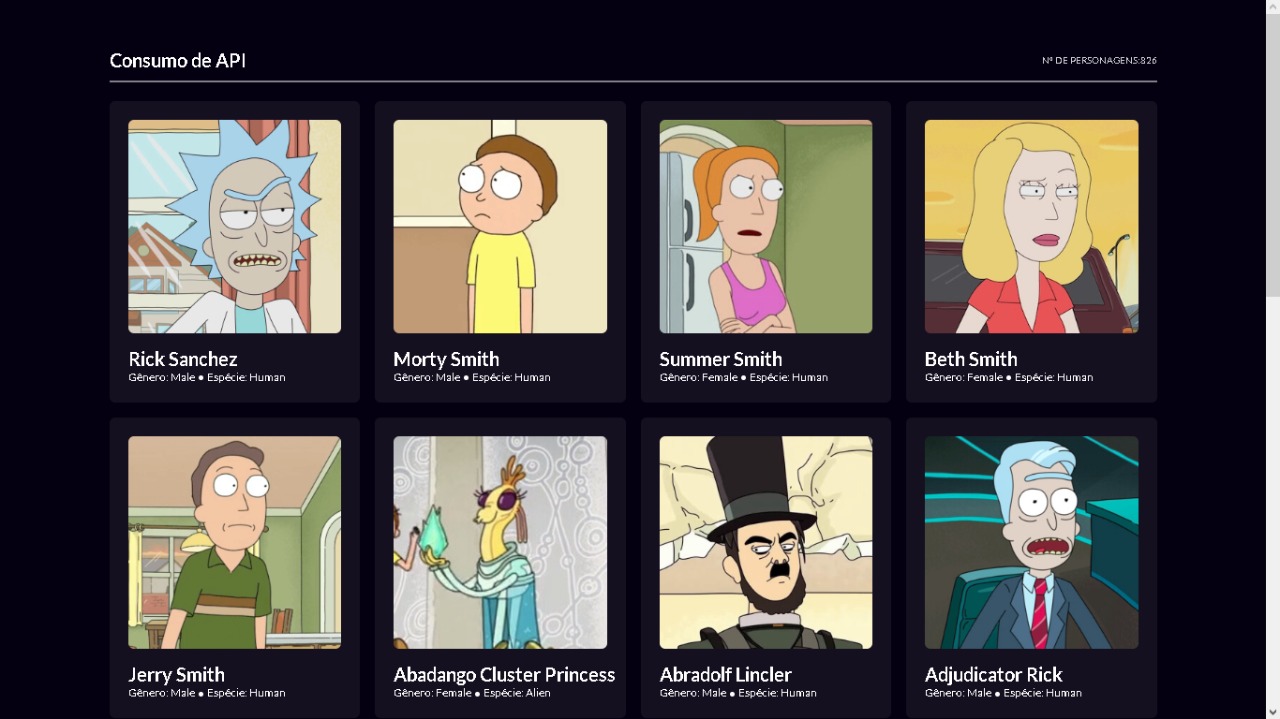 Consumo de API
Nº DE PERSONAGENS:826
Rick Sanchez
Gênero: Male ● Espécie: Human
Morty Smith
Gênero: Male ● Espécie: Human
Summer Smith
Gênero: Female ● Espécie: Human
Beth Smith
Gênero: Female ● Espécie: Human
Jerry Smith
Gênero: Male ● Espécie: Human
Abadango Cluster Princess
Gênero: Female ● Espécie: Alien
Abradolf Lincler
Gênero: Male ● Espécie: Human
Adjudicator Rick
Gênero: Male ● Espécie: Human